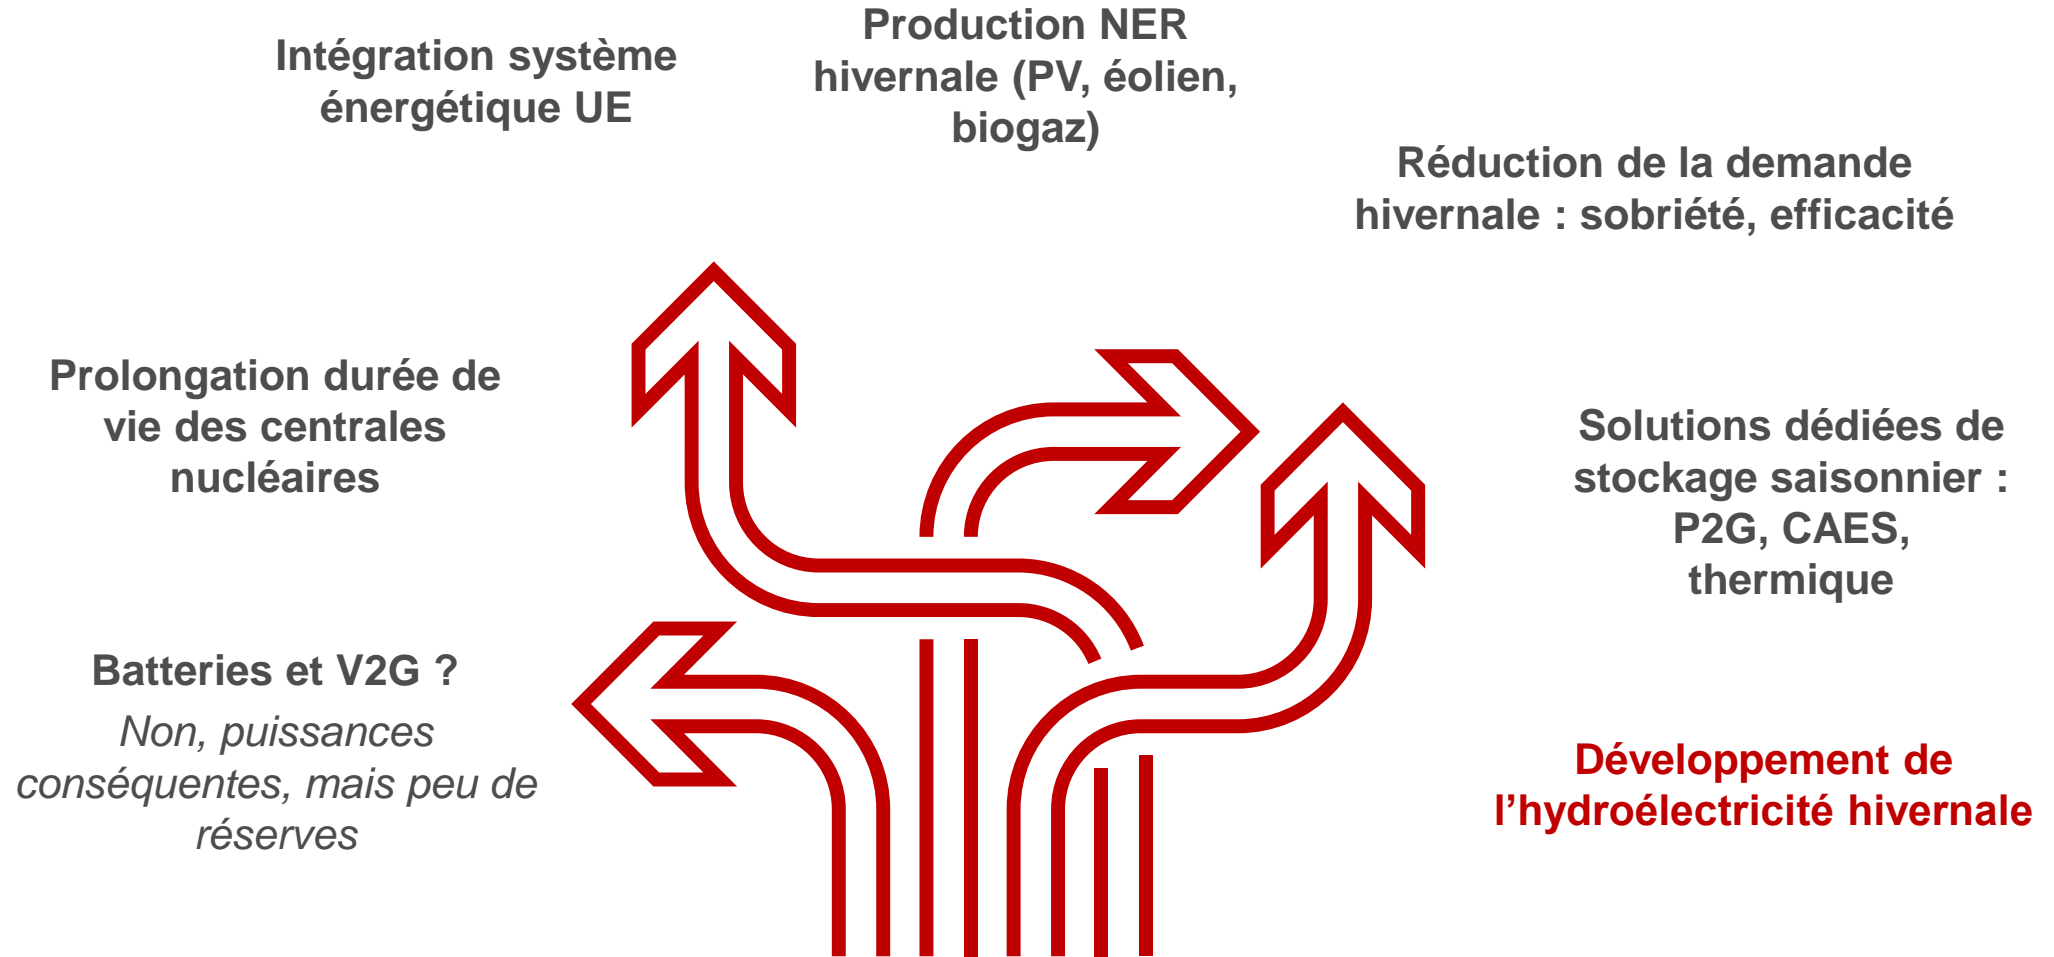 Intégration système
énergétique UE
Production NER
hivernale (PV, éolien,
biogaz)
Réduction de la demande
hivernale : sobriété, efficacité
Prolongation durée de
vie des centrales
nucléaires
Solutions dédiées de
stockage saisonnier :
P2G, CAES,
thermique
Batteries et V2G ?
Non, puissances
conséquentes, mais peu de
réserves
Développement de
l’hydroélectricité hivernale